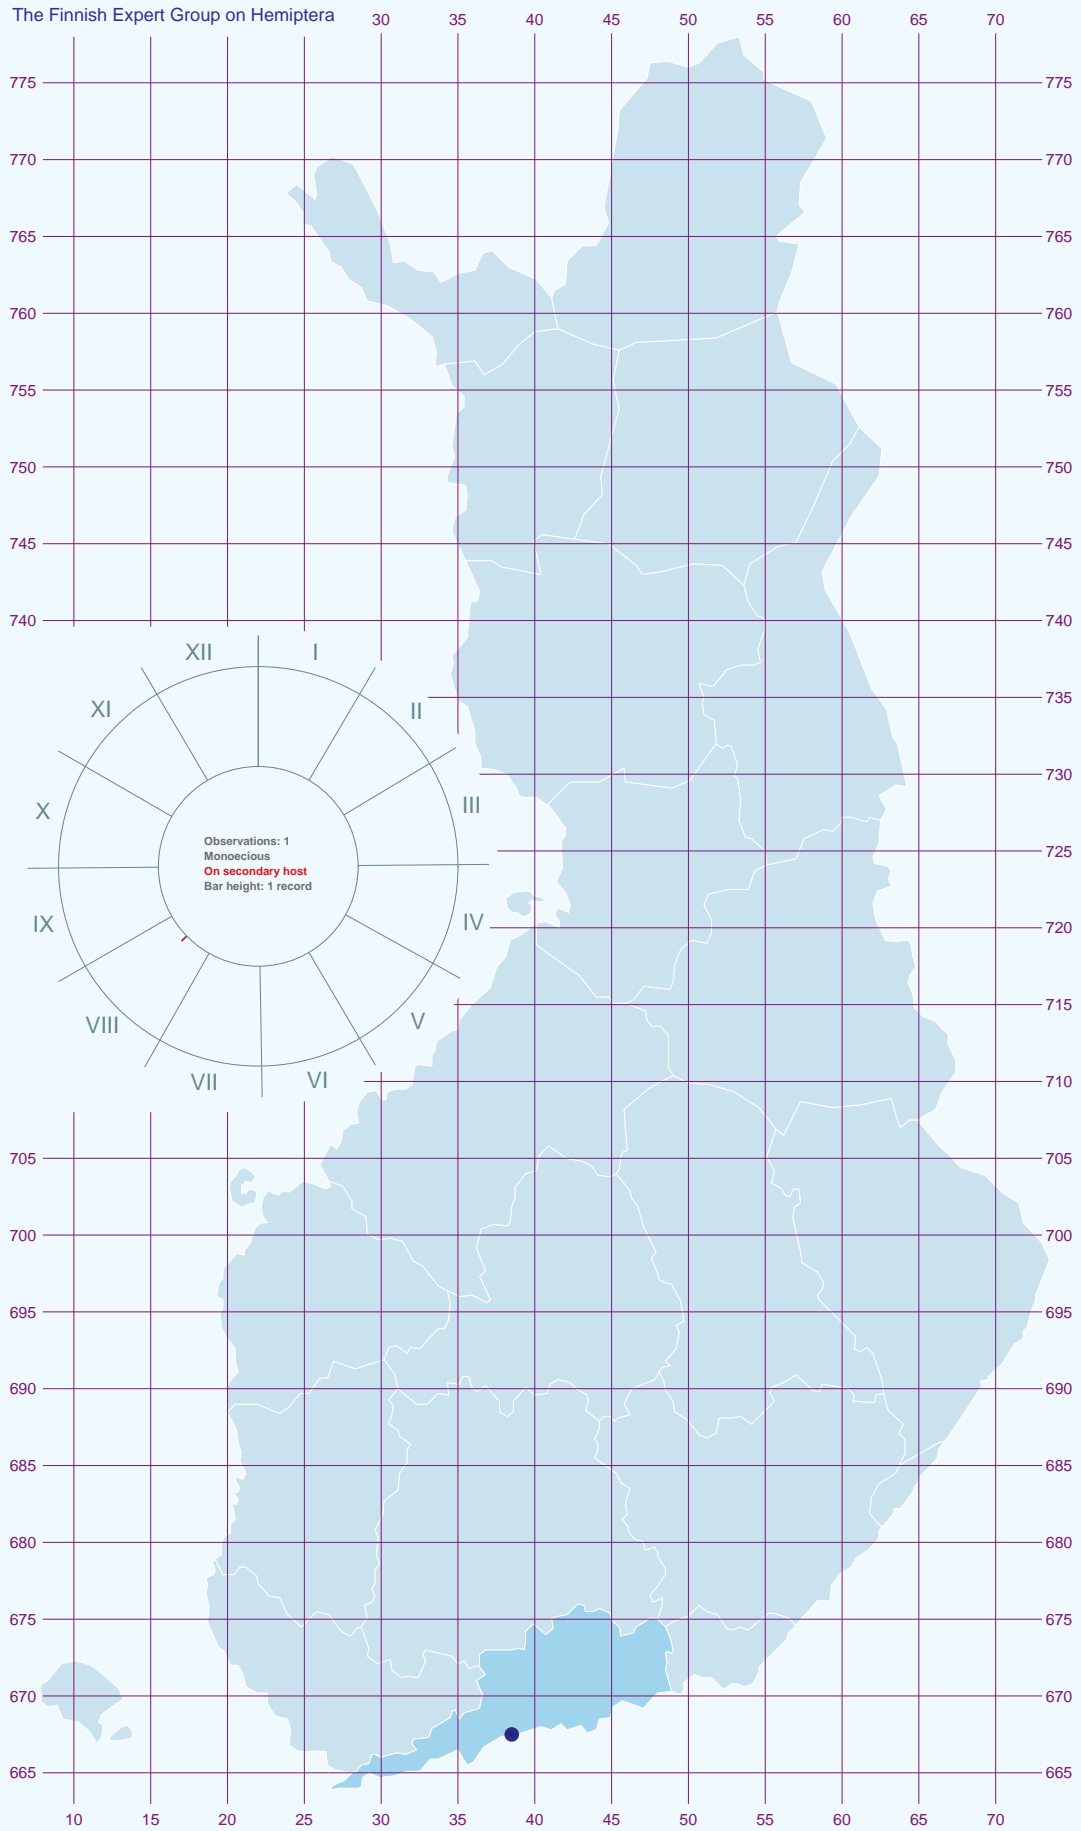 The Finnish Expert Group on Hemiptera
30 35 40 45 50 55 60 65 70
775 775
770 770
765 765
760 760
755 755
750 750
745 745
740 740
XII I
XI II
735
730
X III
Observations: 1
Monoecious
On secondary host
Bar height: 1 record
725
IX IV
720
715
VIII V
VII VI
710
705 705
700 700
695 695
690 690
685 685
680 680
675 675
670 670
665 665
10 15 20 25 30 35 40 45 50 55 60 65 70